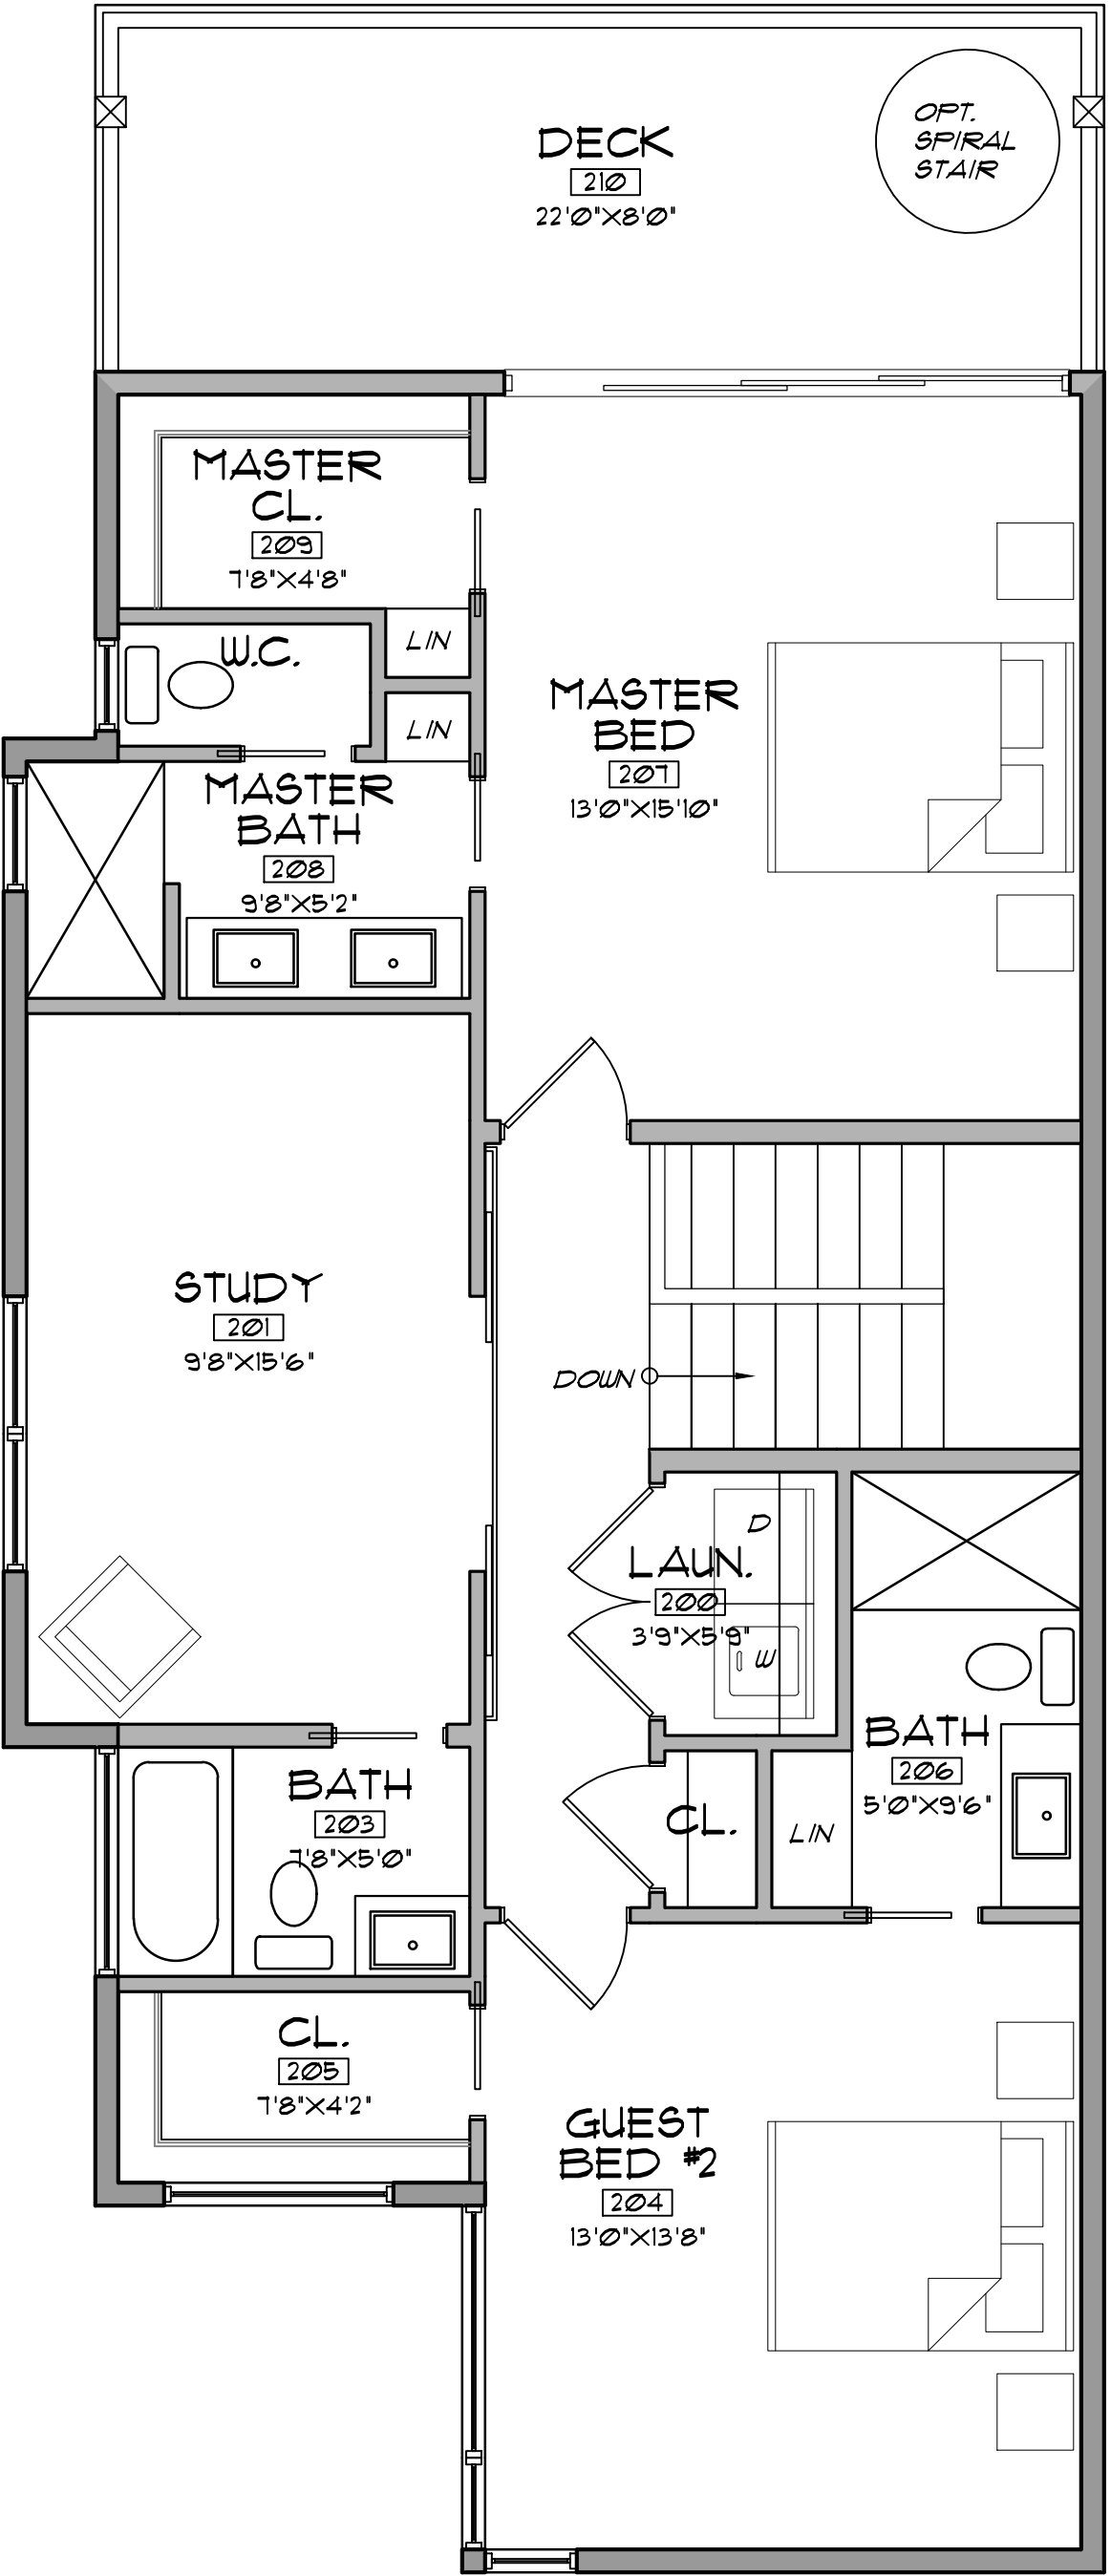 OPT.
SPIRAL
STAIR
DECK
210
22'0"X8'0"
MASTER
CL.
209
7'8"X4'8"
LIN
W.C.
LIN
MASTER
BED
207
13'0"X15'10"
MASTER
BATH
208
9'8"X5'2"
STUDY
201
9'8"X15'6"
DOWN
D
LAUN.
200
3'9"X5'9"
W
BATH
206
5'0"X9'6"
BATH
203
7'8"X5'0"
CL.
LIN
CL.
205
7'8"X4'2"
GUEST
BED #2
204
13'0"X13'8"